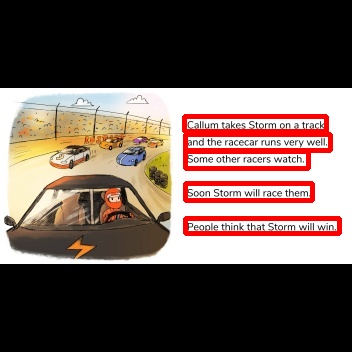 Callum takes Storm on a track
and the racecar runs very well.
Some other racers watch.
Soon Storm will race them.
People think that Storm will win.